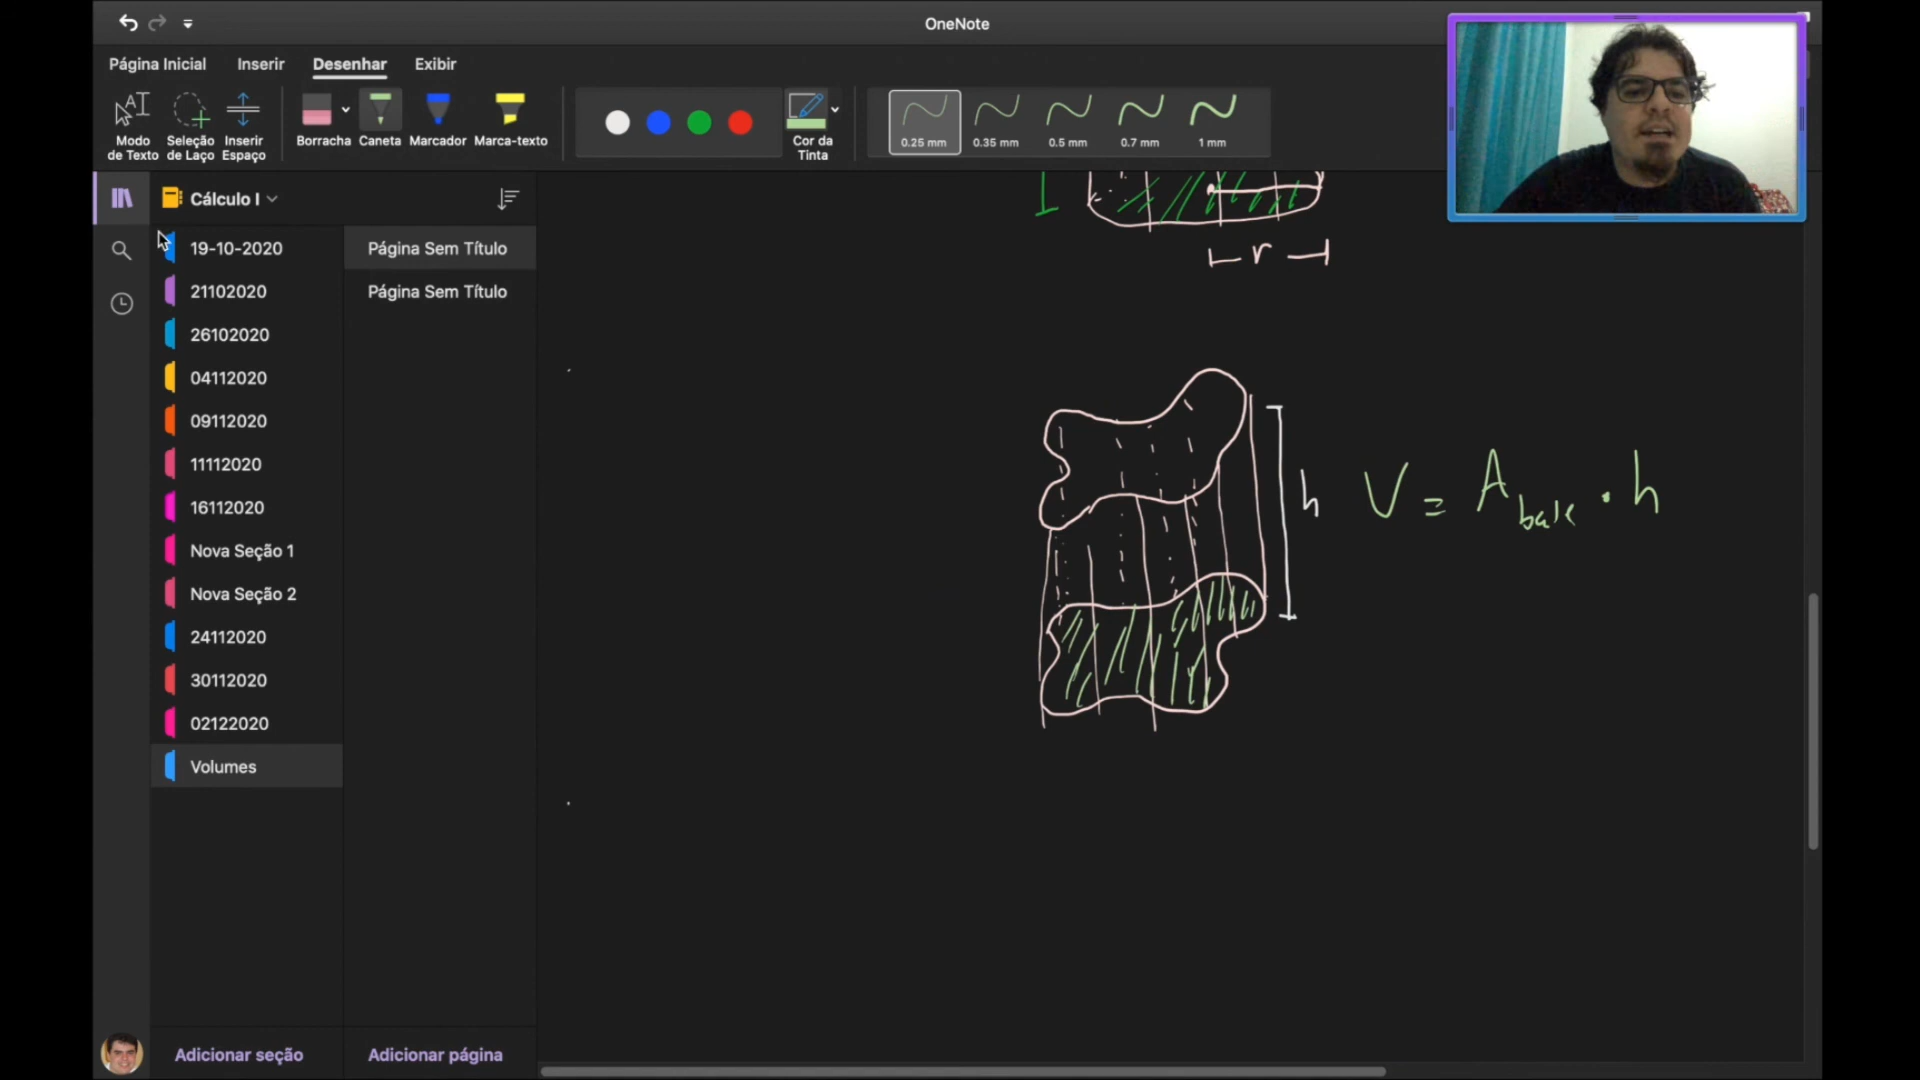 OneNote
Página Inicial Inserir Desenhar Exibir
Modo de Texto
Seleção de Laço
Inserir Espaço
Borracha
Caneta
Marcador
Marca-texto
Cor da Tinta
0.25 mm
0.35 mm
0.5 mm
0.7 mm
1 mm
Cálculo I
19-10-2020
21102020
26102020
04112020
09112020
11112020
16112020
Nova Seção 1
Nova Seção 2
24112020
30112020
02122020
Volumes
Página Sem Título
Página Sem Título
r
h
V = A base · h
Adicionar seção
Adicionar página